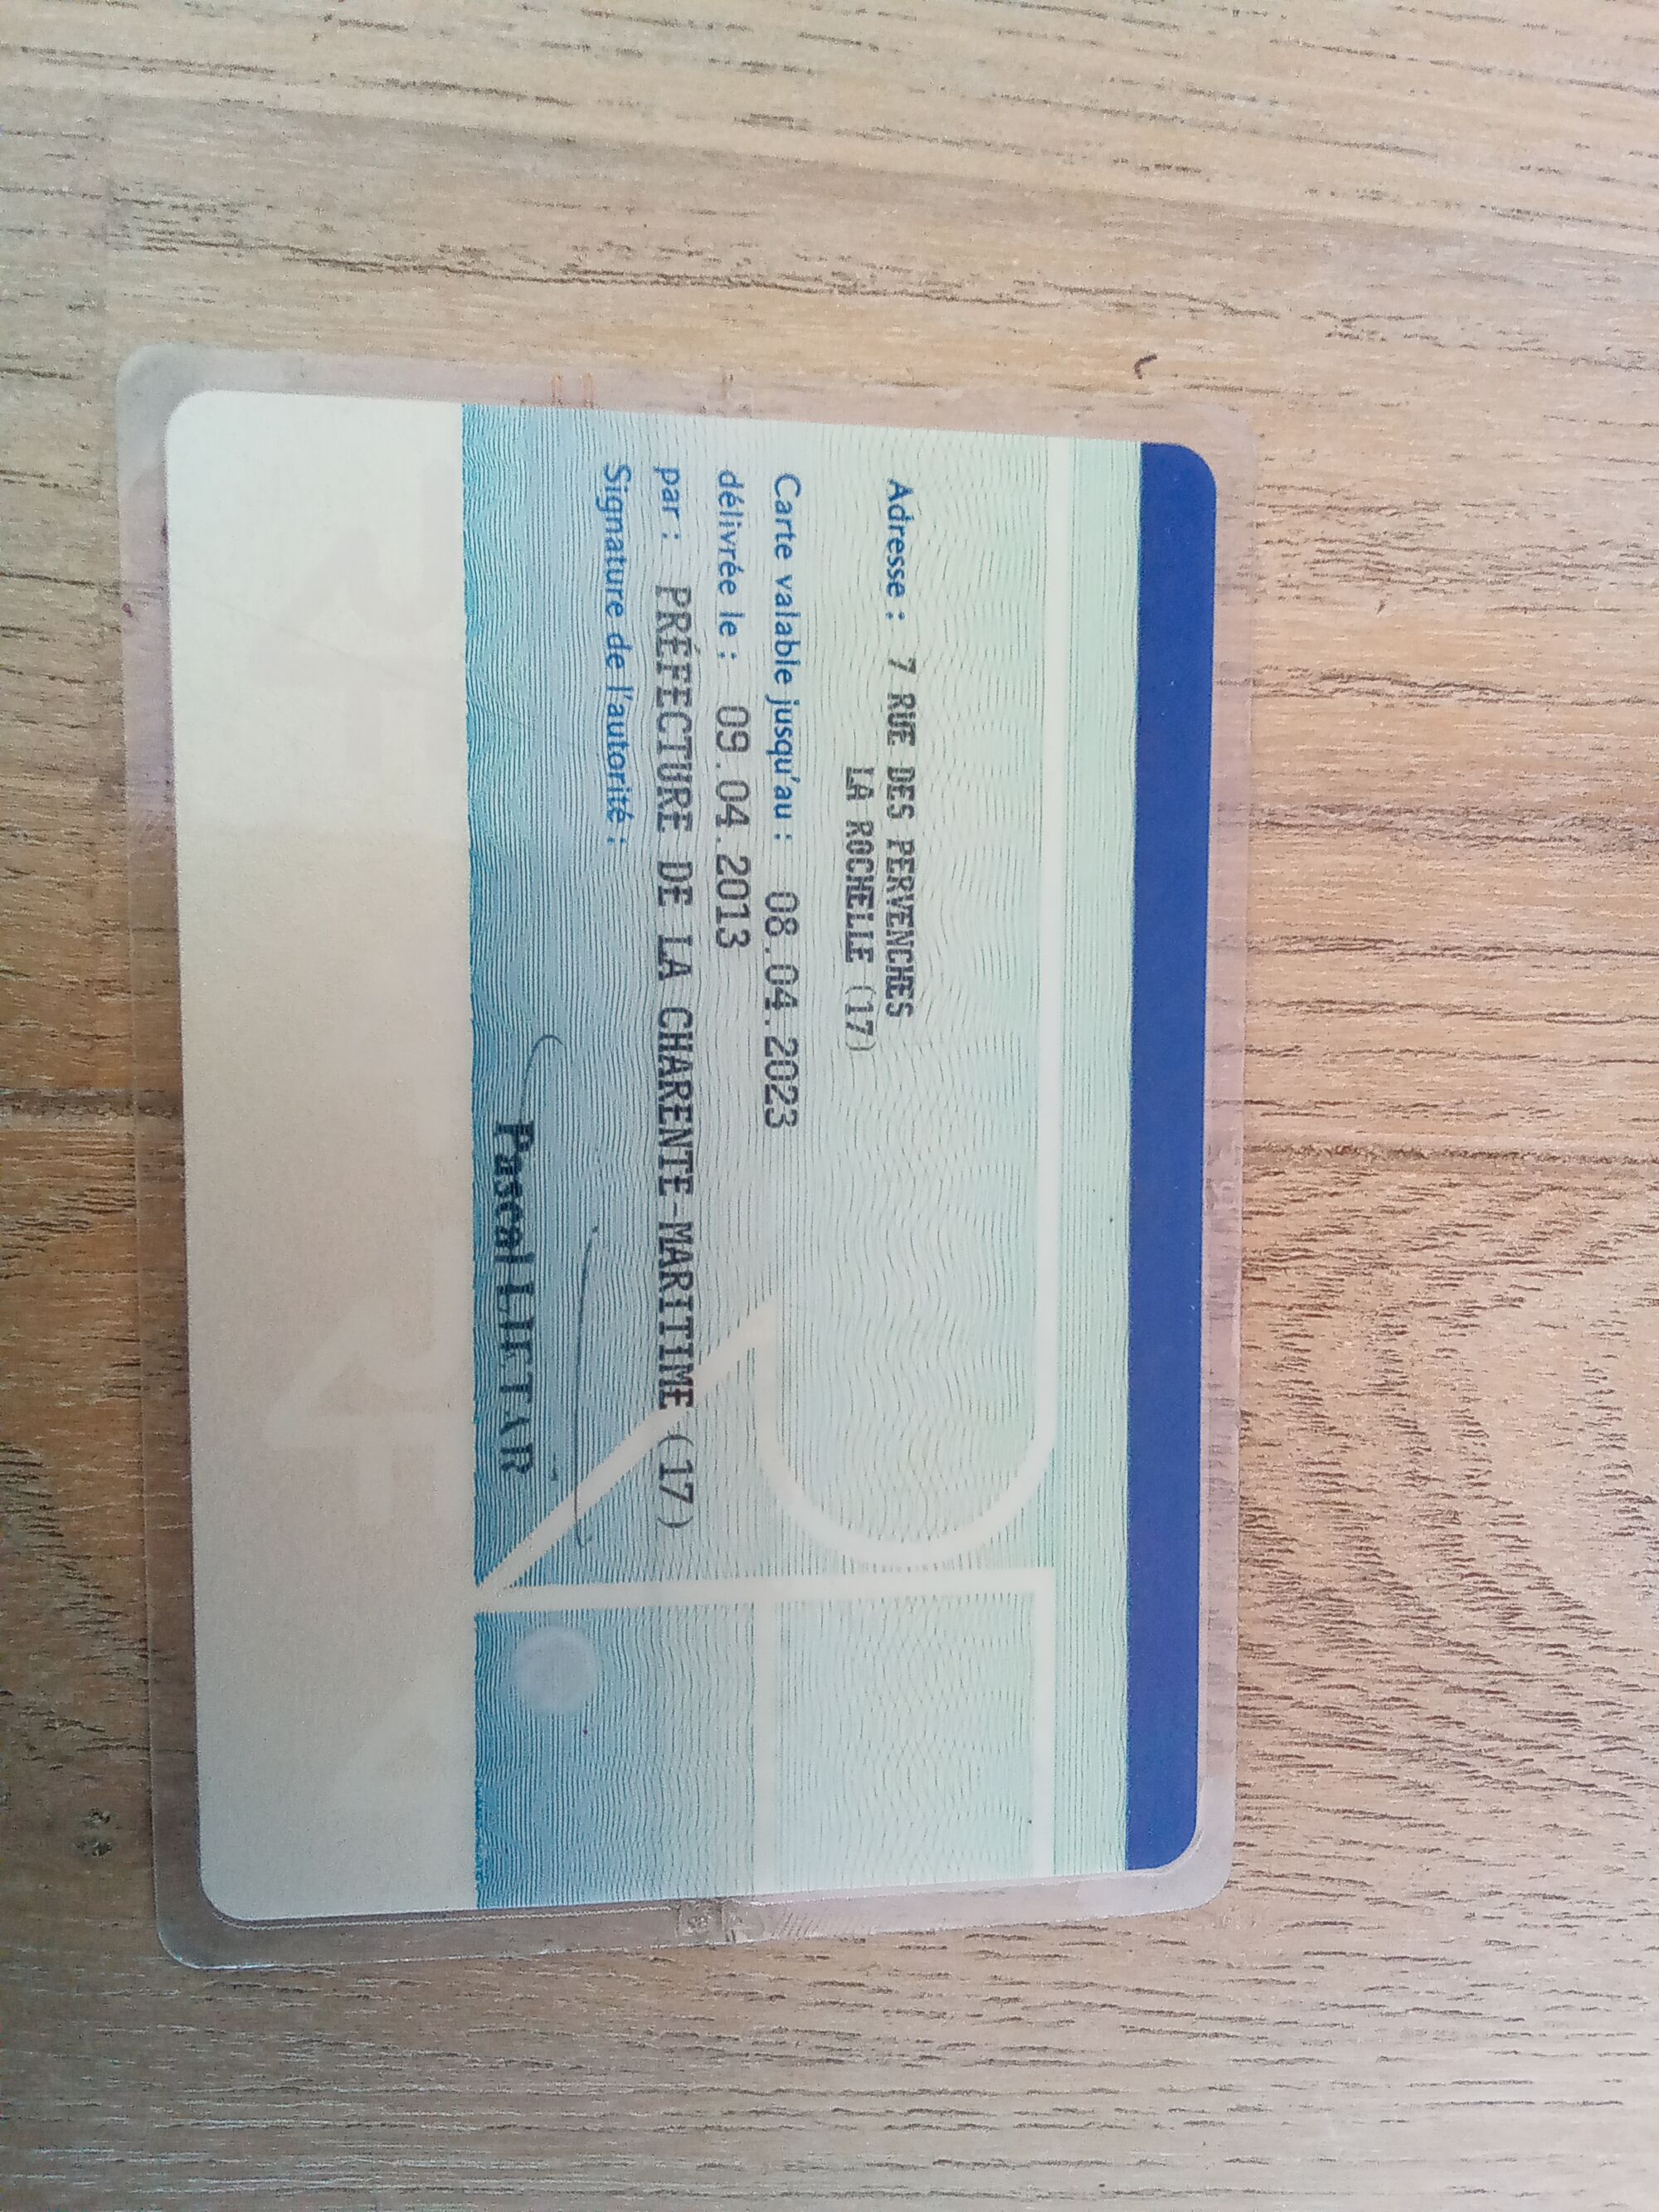 Adresse : 7 RUE DES PERVENCHES
LA ROCHELLE (17)
Carte valable jusqu'au : 08.04.2023
délivrée le : 09.04.2013
par : PRÉFECTURE DE LA CHARENTE-MARITIME (17)
Signature de l'autorité :
Pascal LIETAR